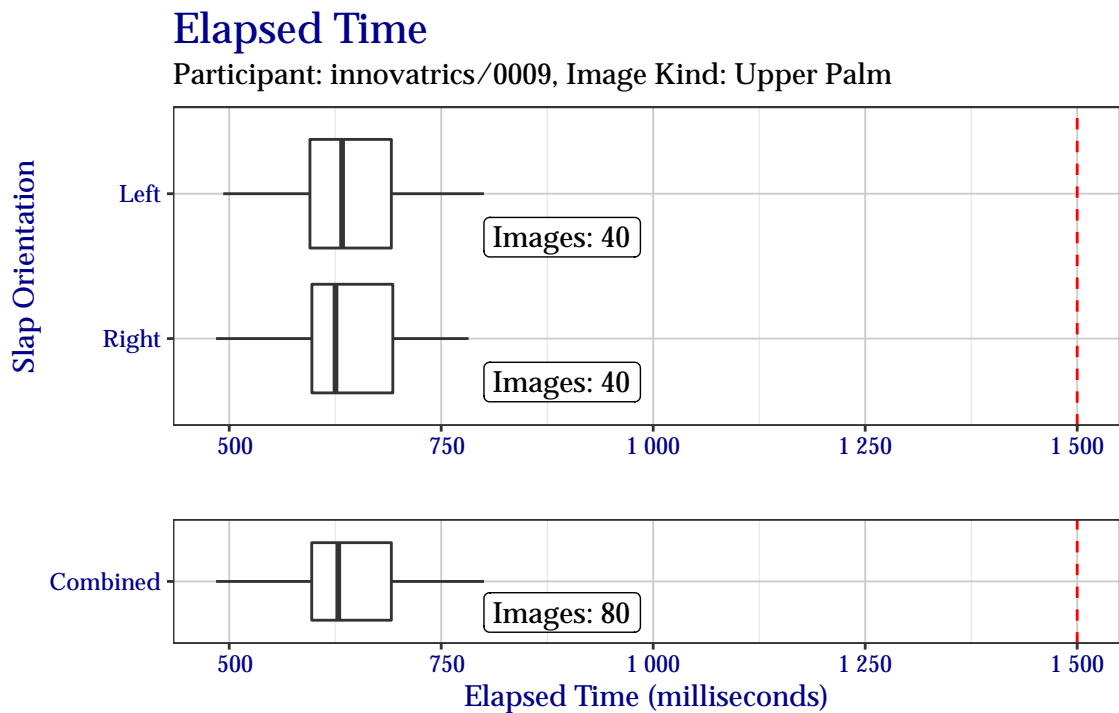 Elapsed Time
Participant: innovatrics/0009, Image Kind: Upper Palm
Slap Orientation
Left
Images: 40
Right
Images: 40
500 750 1 000 1 250 1 500
Combined
Images: 80
500 750 1 000 1 250 1 500
Elapsed Time (milliseconds)